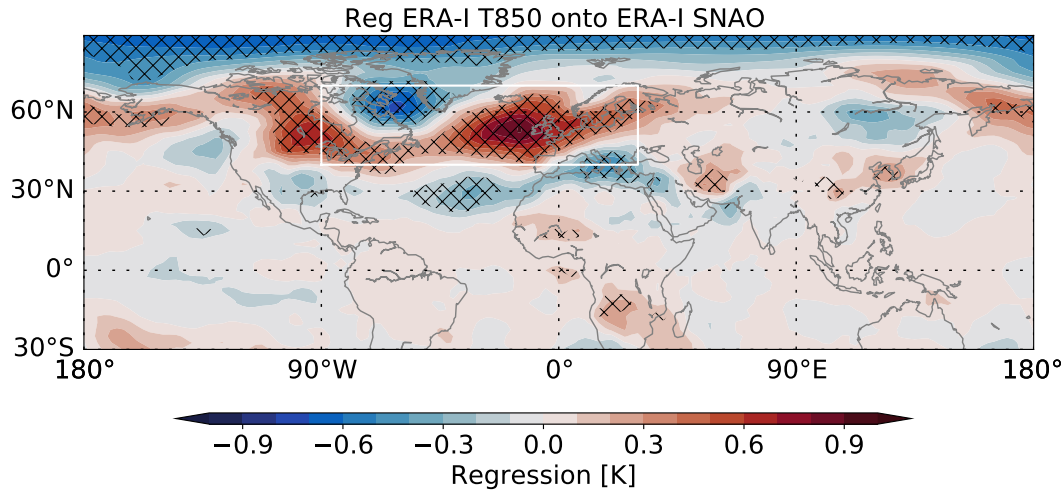 Reg ERA-I T850 onto ERA-I SNAO
60°N
30°N
0°
30°S
180° 90°W 0° 90°E 180°
−0.9 −0.6 −0.3 0.0 0.3 0.6 0.9
Regression [K]